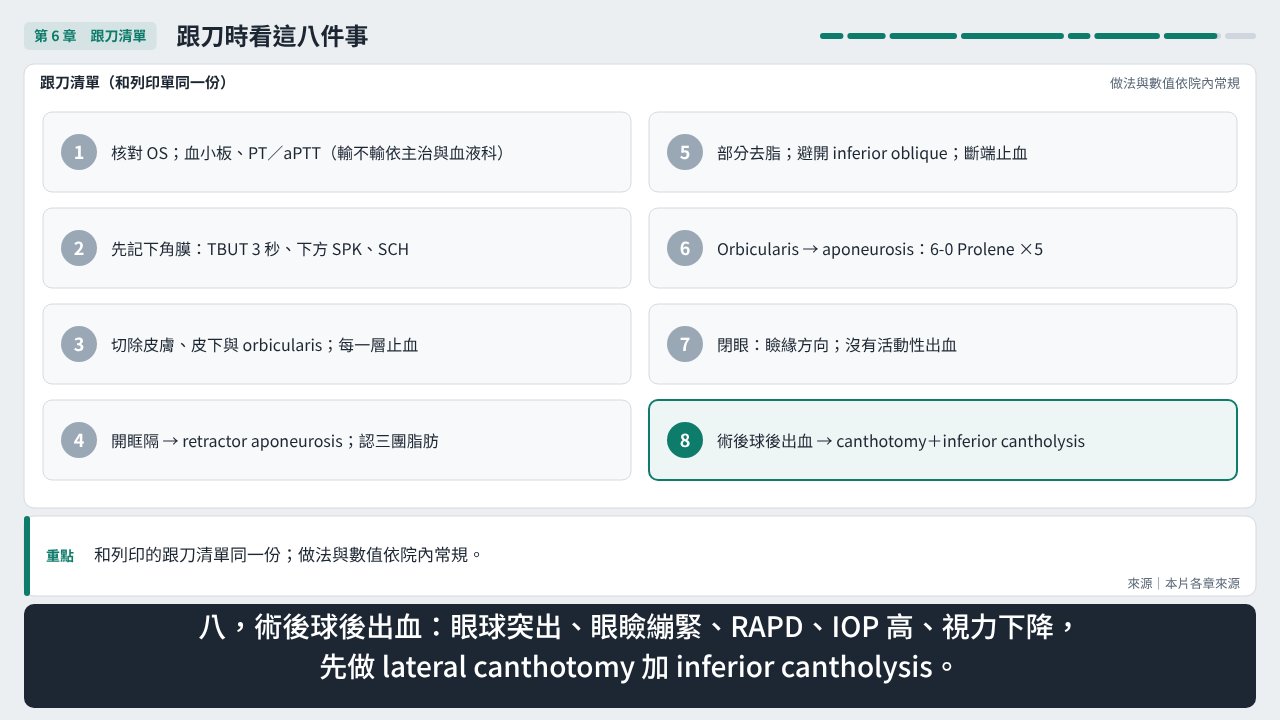 第 6 章　跟刀清單
跟刀時看這八件事
跟刀清單（和列印單同一份）
做法與數值依院內常規
1
核對 OS；血小板、PT／aPTT（輸不輸依主治與血液科）
2
先記下角膜：TBUT 3 秒、下方 SPK、SCH
3
切除皮膚、皮下與 orbicularis；每一層止血
4
開眶隔 → retractor aponeurosis；認三團脂肪
5
部分去脂；避開 inferior oblique；斷端止血
6
Orbicularis → aponeurosis：6-0 Prolene ×5
7
閉眼：瞼緣方向；沒有活動性出血
8
術後球後出血 → canthotomy＋inferior cantholysis
重點
和列印的跟刀清單同一份；做法與數值依院內常規。
來源｜本片各章來源
八，術後球後出血：眼球突出、眼瞼繃緊、RAPD、IOP 高、視力下降，
先做 lateral canthotomy 加 inferior cantholysis。